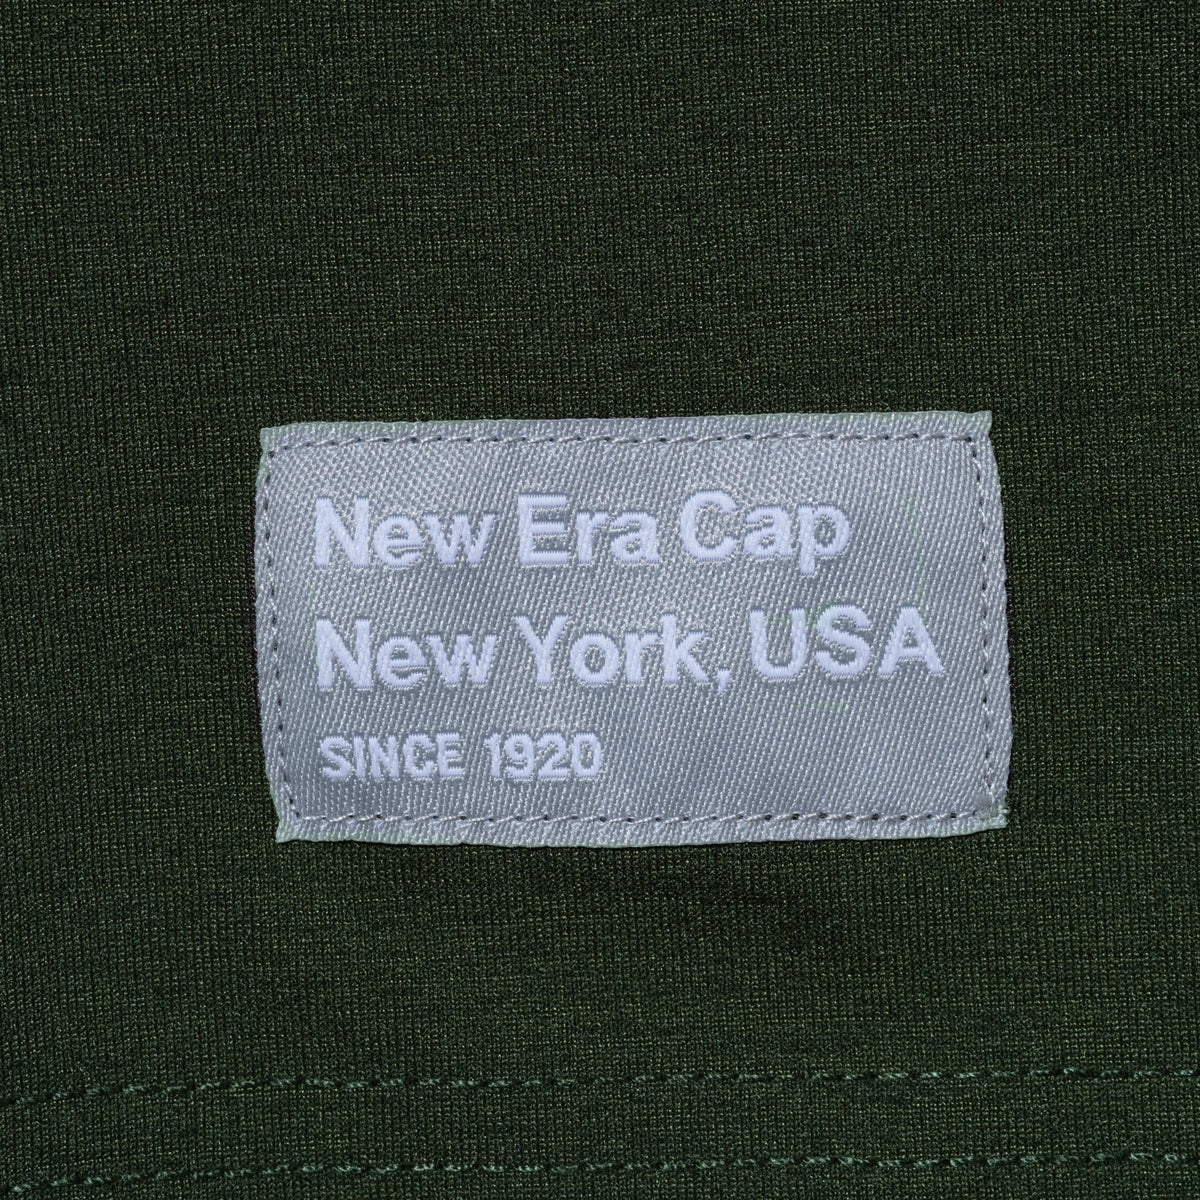 New Era Cap
New York, USA
SINCE 1920